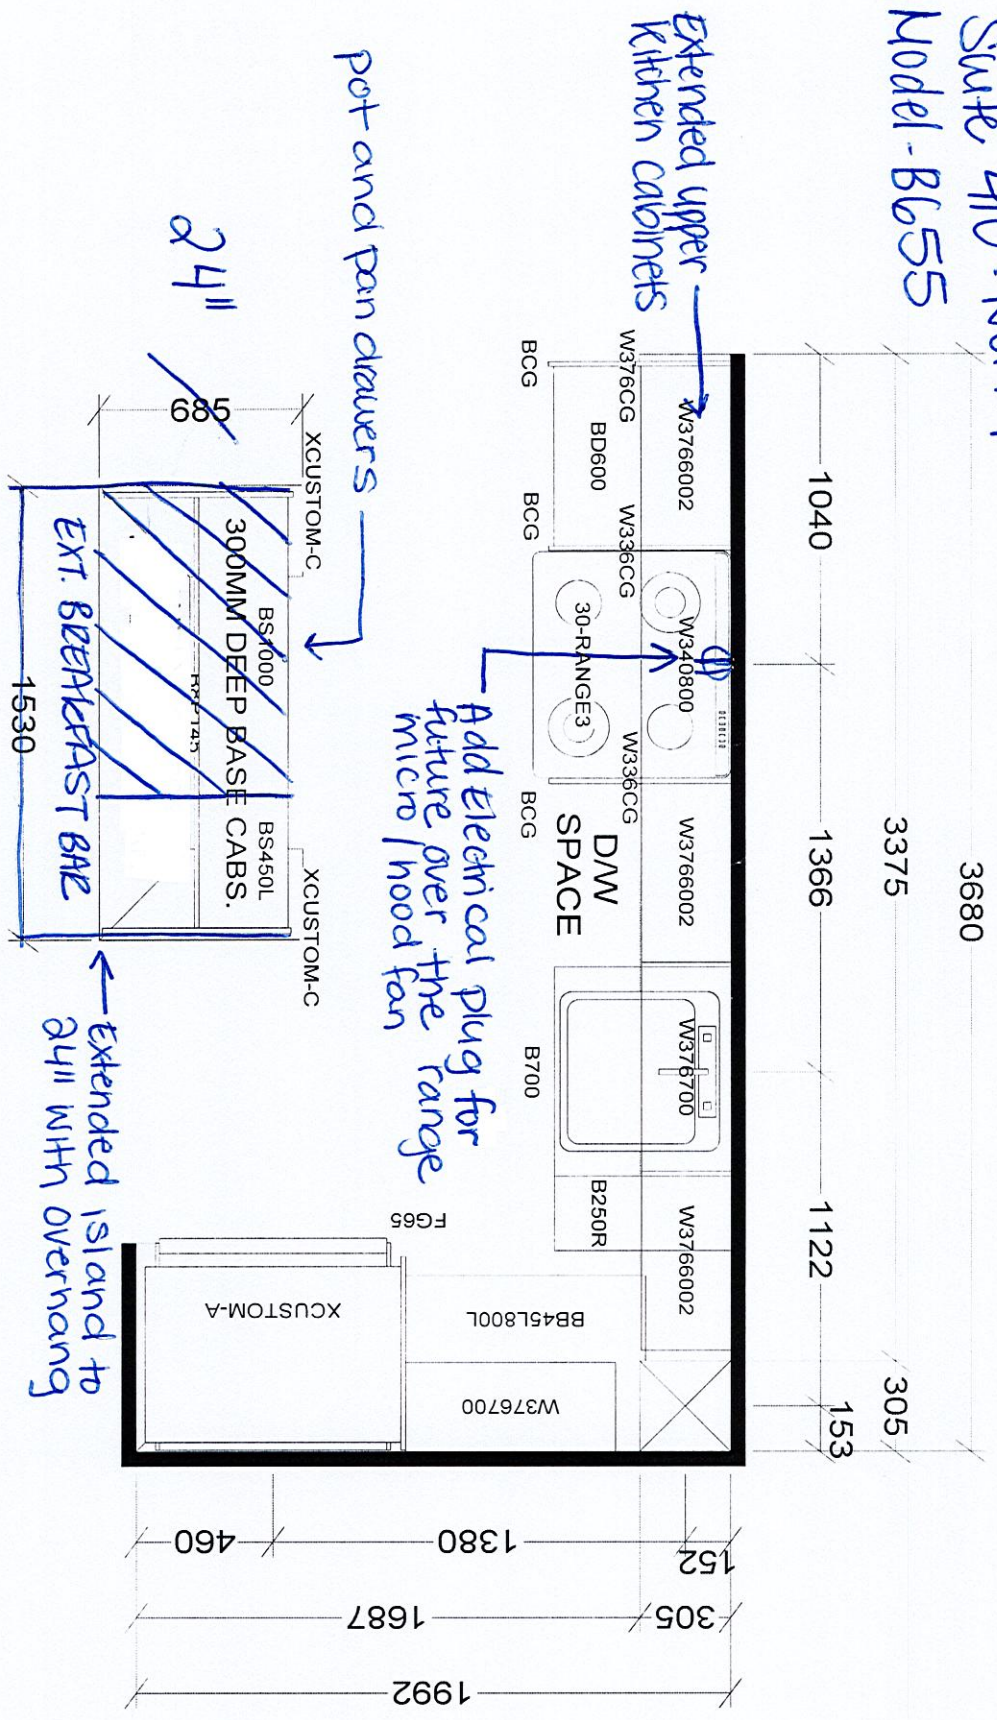 Suite 410
Model-B655
Extended upper
Kitchen cabinets
pot and pan drawers
24"
3680
3375
305
1040
1366
1122
153
W3766002
W340800
W3766002
W376700
W3766002
W376CG
W336CG
W336CG
BD600
30-RANGE3
D/W
SPACE
B700
B250R
BCG
BCG
BCG
Add Electrical plug for
future over the range
micro/hood fan
685
XCUSTOM-C
XCUSTOM-C
BS1000
BS450L
300MM DEEP BASE CABS.
EXT. BREAKFAST BAR
1530
Extended island to
24" with overhang
FG65
XCUSTOM-A
BB45L800L
W376700
460
1380
152
1687
305
1992